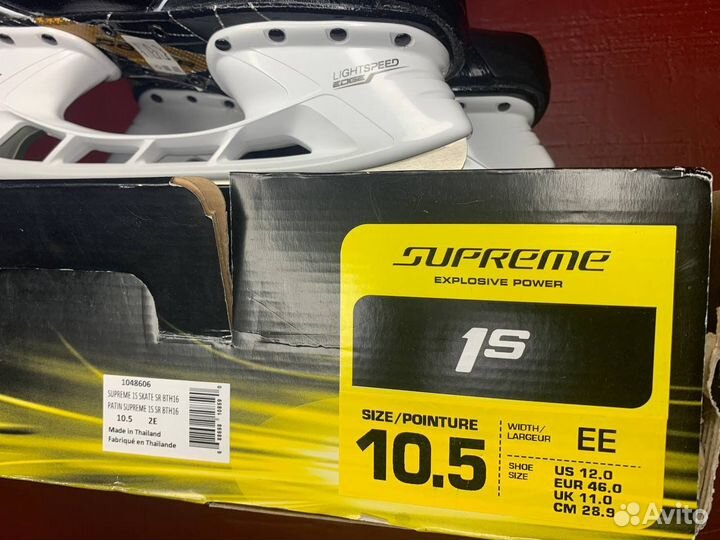 LIGHTSPEED
EDGE
SUPREME
EXPLOSIVE POWER
1S
SIZE/POINTURE
10.5
WIDTH/
LARGEUR
EE
SHOE
SIZE
US 12.0
EUR 46.0
UK 11.0
CM 28.9
1048606
SUPREME 1S SKATE SR BTH16
PATIN SUPREME 1S SR BTH16
10.5 2E
Made in Thailand
Fabriqué en Thaïlande
Avito